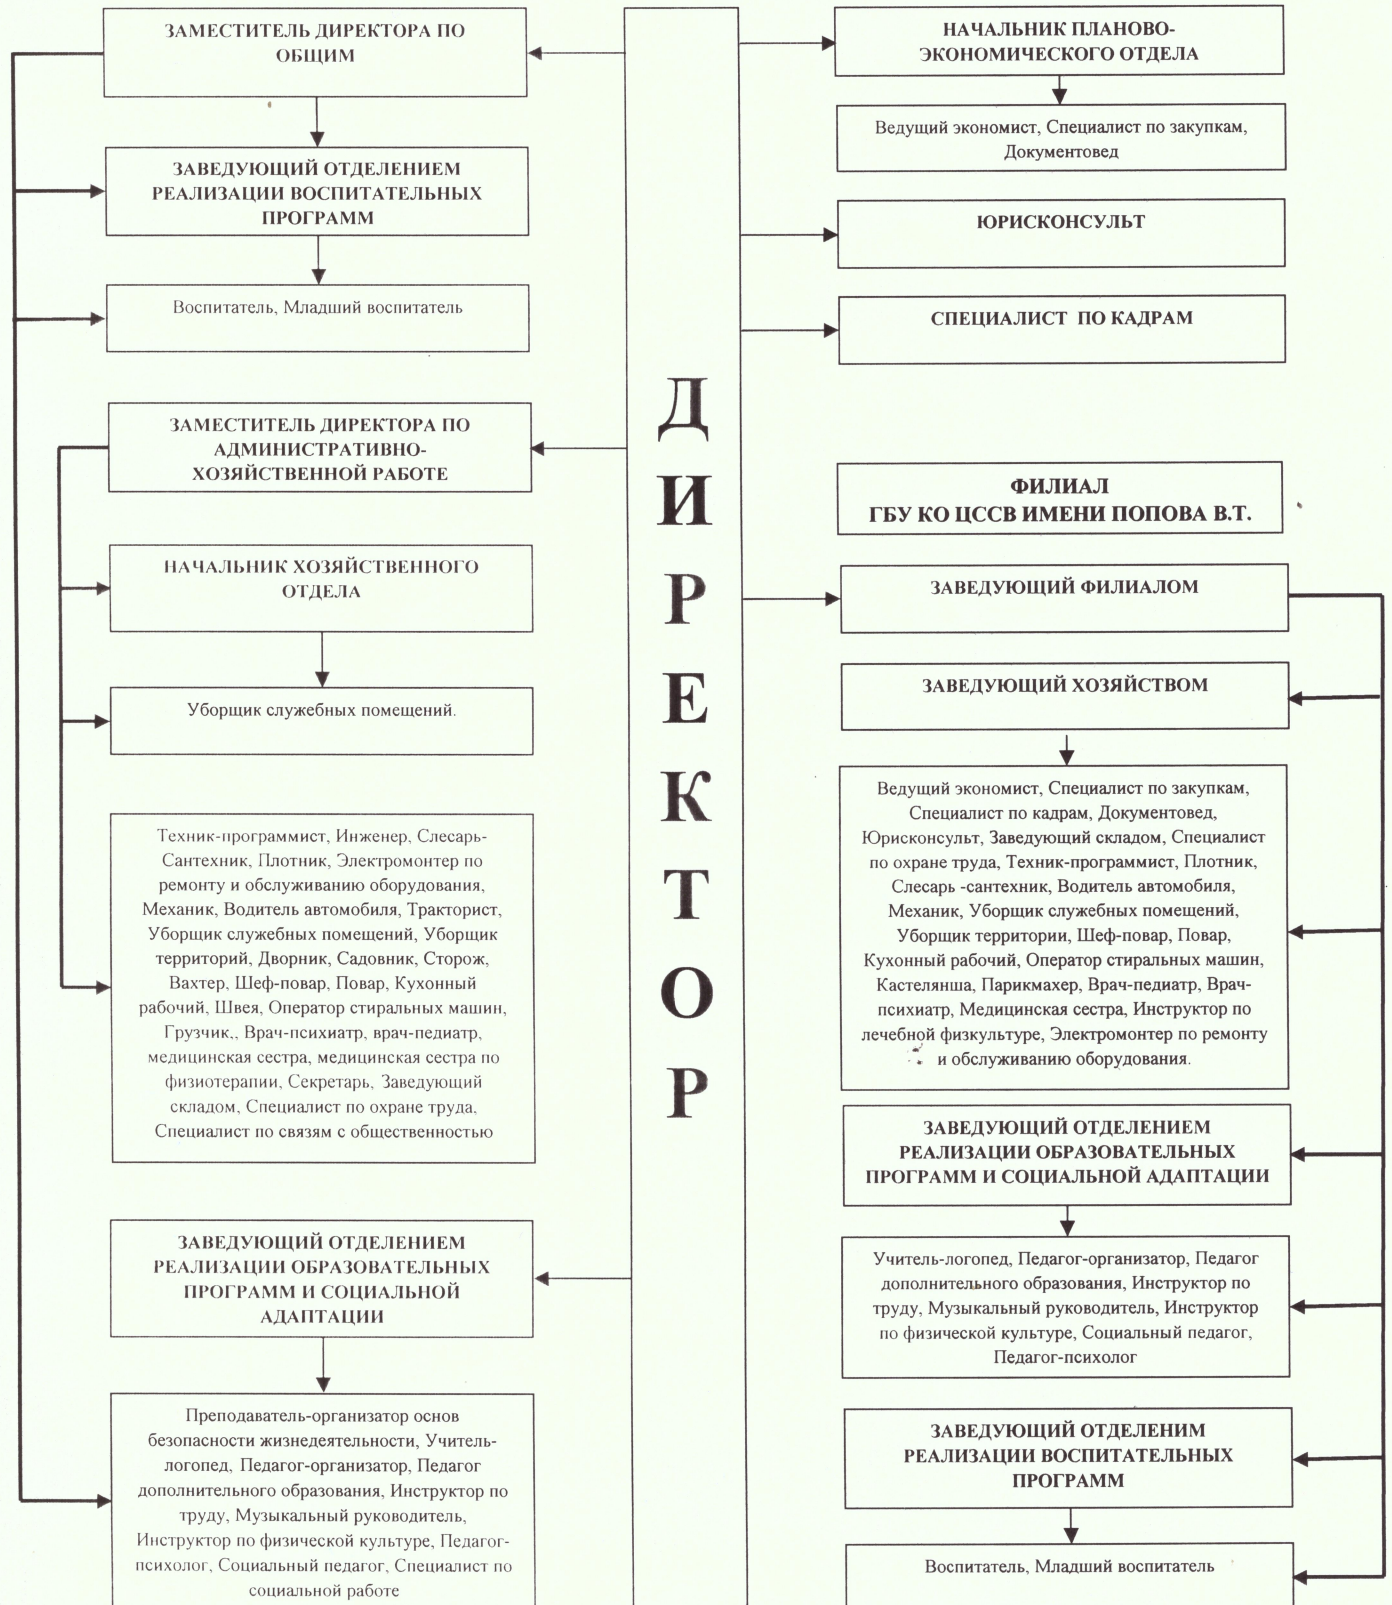 ЗАМЕСТИТЕЛЬ ДИРЕКТОРА ПО
ОБЩИМ
ЗАВЕДУЮЩИЙ ОТДЕЛЕНИЕМ
РЕАЛИЗАЦИИ ВОСПИТАТЕЛЬНЫХ
ПРОГРАММ
Воспитатель, Младший воспитатель
ЗАМЕСТИТЕЛЬ ДИРЕКТОРА ПО
АДМИНИСТРАТИВНО-
ХОЗЯЙСТВЕННОЙ РАБОТЕ
НАЧАЛЬНИК ХОЗЯЙСТВЕННОГО
ОТДЕЛА
Уборщик служебных помещений.
Техник-программист, Инженер, Слесарь-
Сантехник, Плотник, Электромонтер по
ремонту и обслуживанию оборудования,
Механик, Водитель автомобиля, Тракторист,
Уборщик служебных помещений, Уборщик
территорий, Дворник, Садовник, Сторож,
Вахтер, Шеф-повар, Повар, Кухонный
рабочий, Швея, Оператор стиральных машин,
Грузчик,, Врач-психиатр, врач-педиатр,
медицинская сестра, медицинская сестра по
физиотерапии, Секретарь, Заведующий
складом, Специалист по охране труда,
Специалист по связям с общественностью
ЗАВЕДУЮЩИЙ ОТДЕЛЕНИЕМ
РЕАЛИЗАЦИИ ОБРАЗОВАТЕЛЬНЫХ
ПРОГРАММ И СОЦИАЛЬНОЙ
АДАПТАЦИИ
Преподаватель-организатор основ
безопасности жизнедеятельности, Учитель-
логопед, Педагог-организатор, Педагог
дополнительного образования, Инструктор по
труду, Музыкальный руководитель,
Инструктор по физической культуре, Педагог-
психолог, Социальный педагог, Специалист по
социальной работе
ДИРЕКТОР
НАЧАЛЬНИК ПЛАНОВО-
ЭКОНОМИЧЕСКОГО ОТДЕЛА
Ведущий экономист, Специалист по закупкам,
Документовед
ЮРИСКОНСУЛЬТ
СПЕЦИАЛИСТ ПО КАДРАМ
ФИЛИАЛ
ГБУ КО ЦССВ ИМЕНИ ПОПОВА В.Т.
ЗАВЕДУЮЩИЙ ФИЛИАЛОМ
ЗАВЕДУЮЩИЙ ХОЗЯЙСТВОМ
Ведущий экономист, Специалист по закупкам,
Специалист по кадрам, Документовед,
Юрисконсульт, Заведующий складом, Специалист
по охране труда, Техник-программист, Плотник,
Слесарь -сантехник, Водитель автомобиля,
Механик, Уборщик служебных помещений,
Уборщик территории, Шеф-повар, Повар,
Кухонный рабочий, Оператор стиральных машин,
Кастелянша, Парикмахер, Врач-педиатр, Врач-
психиатр, Медицинская сестра, Инструктор по
лечебной физкультуре, Электромонтер по ремонту
и обслуживанию оборудования.
ЗАВЕДУЮЩИЙ ОТДЕЛЕНИЕМ
РЕАЛИЗАЦИИ ОБРАЗОВАТЕЛЬНЫХ
ПРОГРАММ И СОЦИАЛЬНОЙ АДАПТАЦИИ
Учитель-логопед, Педагог-организатор, Педагог
дополнительного образования, Инструктор по
труду, Музыкальный руководитель, Инструктор
по физической культуре, Социальный педагог,
Педагог-психолог
ЗАВЕДУЮЩИЙ ОТДЕЛЕНИМ
РЕАЛИЗАЦИИ ВОСПИТАТЕЛЬНЫХ
ПРОГРАММ
Воспитатель, Младший воспитатель